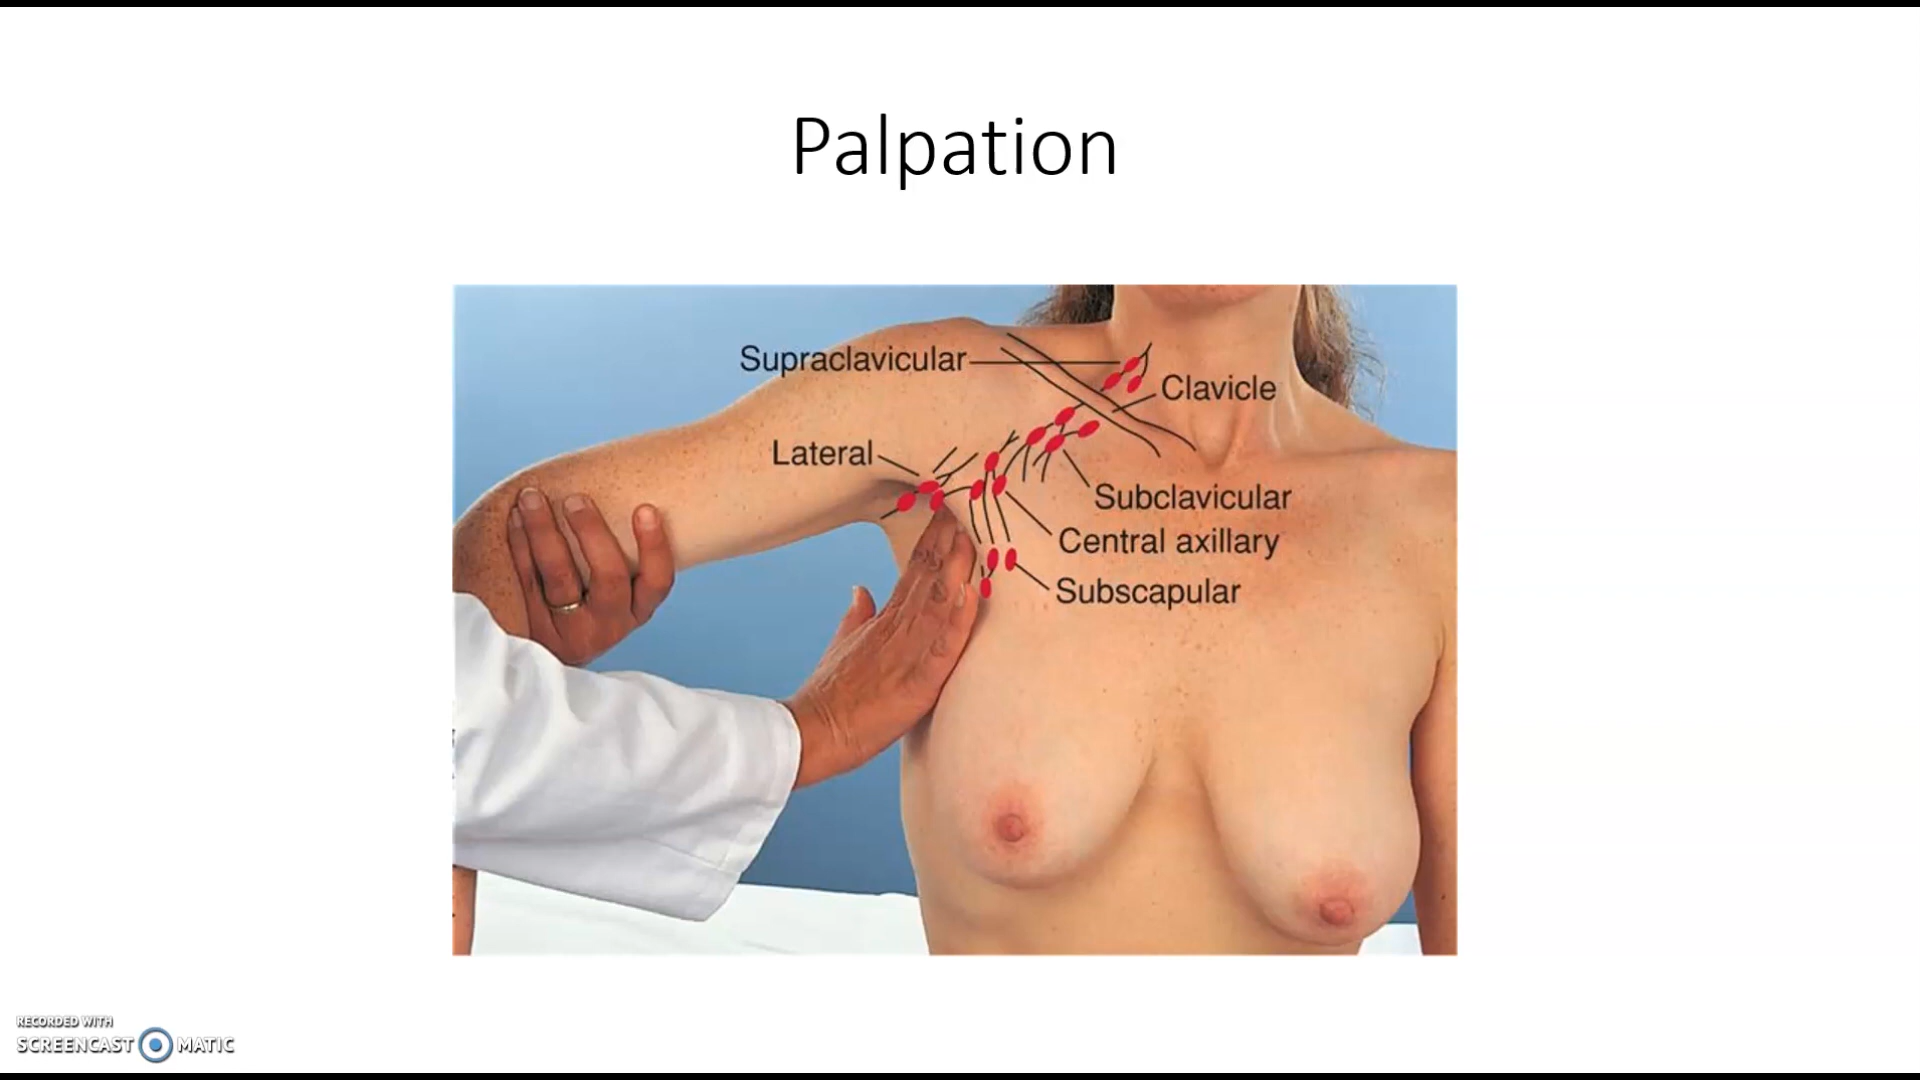 Palpation
Supraclavicular
Clavicle
Lateral
Subclavicular
Central axillary
Subscapular
RECORDED WITH
SCREENCAST MATIC